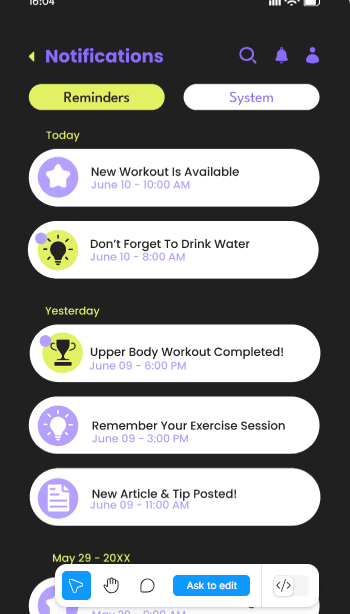 16:04
Notifications
Reminders
System
Today
New Workout Is Available
June 10 - 10:00 AM
Don't Forget To Drink Water
June 10 - 8:00 AM
Yesterday
Upper Body Workout Completed!
June 09 - 6:00 PM
Remember Your Exercise Session
June 09 - 3:00 PM
New Article & Tip Posted!
June 09 - 11:00 AM
May 29 - 20XX
Ask to edit